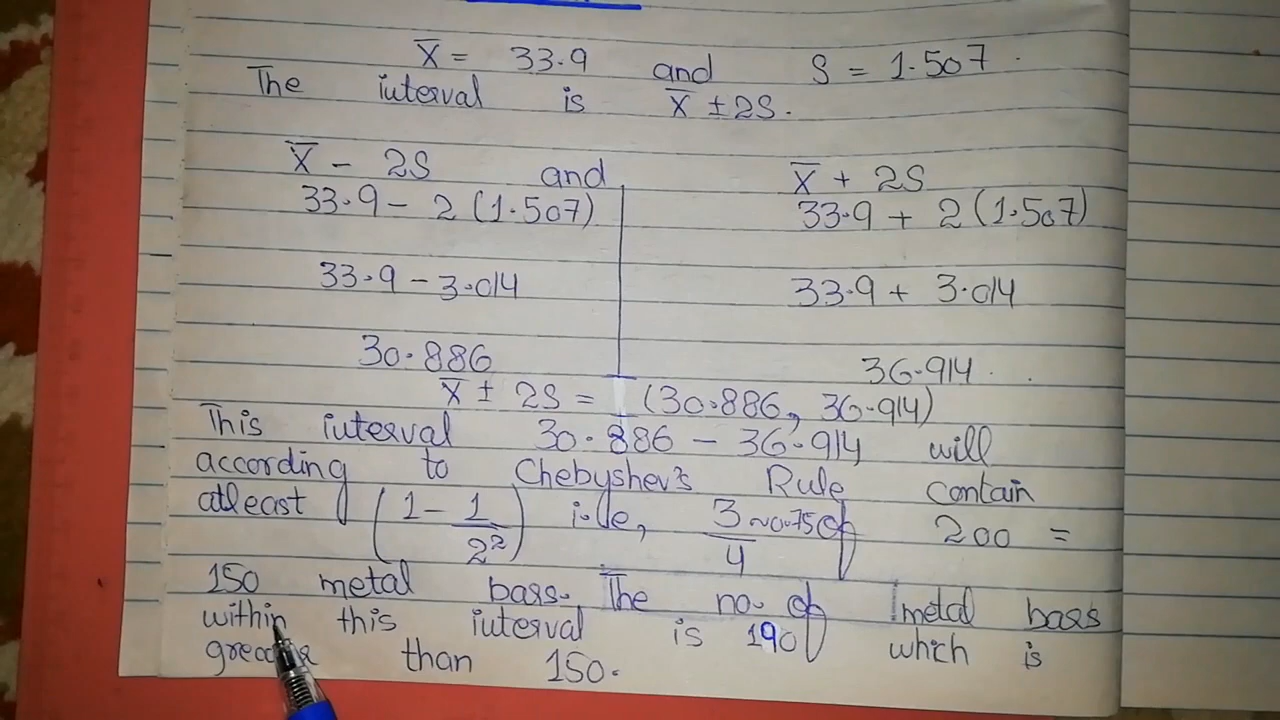 X̄ = 33.9 and S = 1.507.
The interval is X̄ ± 2S.
X̄ - 2S and X̄ + 2S
33.9 - 2 (1.507) 33.9 + 2 (1.507)
33.9 - 3.014 33.9 + 3.014
30.886 36.914.
X̄ ± 2S = (30.886, 36.914)
This interval 30.886 - 36.914 will
according to Chebyshev's Rule contain
atleast (1 - 1/2²) i.e, 3/4 ~0.75 of 200 =
150 metal bars. The no. of metal bars
within this interval is 190 which is
greater than 150.